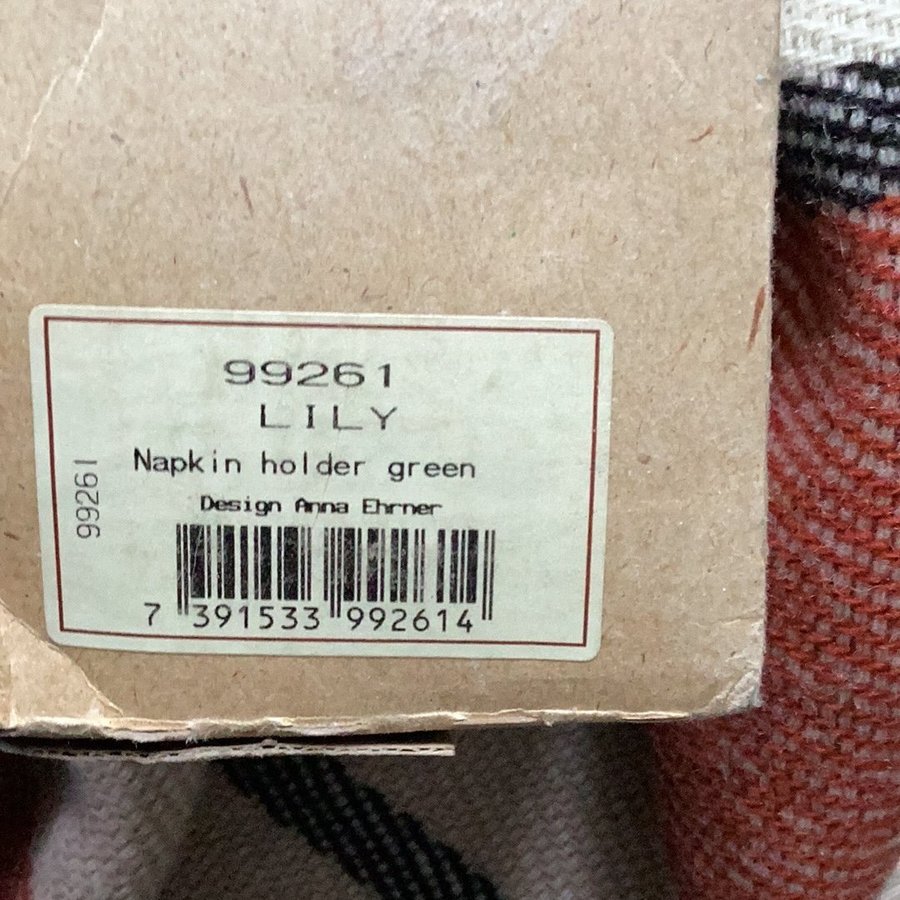 99261
LILY
Napkin holder green
Design Anna Ehrner
99261
7 391533 992614